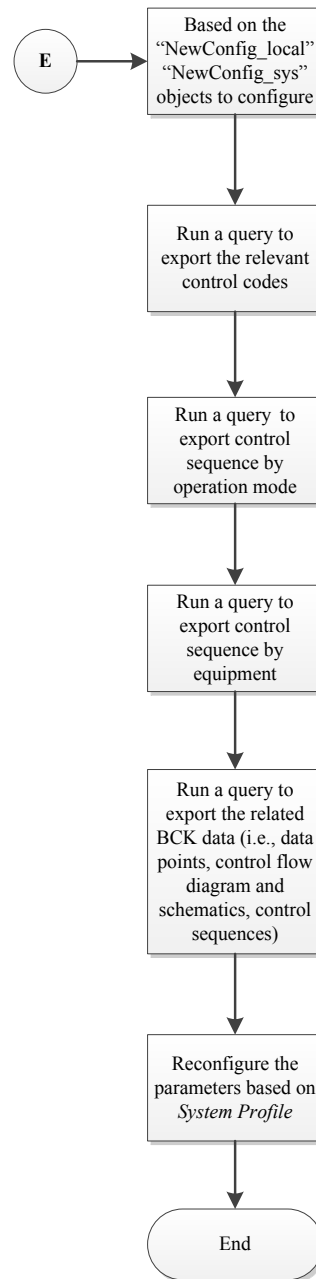 E
Based on the
“NewConfig_local”
“NewConfig_sys”
objects to configure
Run a query to
export the relevant
control codes
Run a query to
export control
sequence by
operation mode
Run a query to
export control
sequence by
equipment
Run a query to
export the related
BCK data (i.e., data
points, control flow
diagram and
schematics, control
sequences)
Reconfigure the
parameters based on
System Profile
End